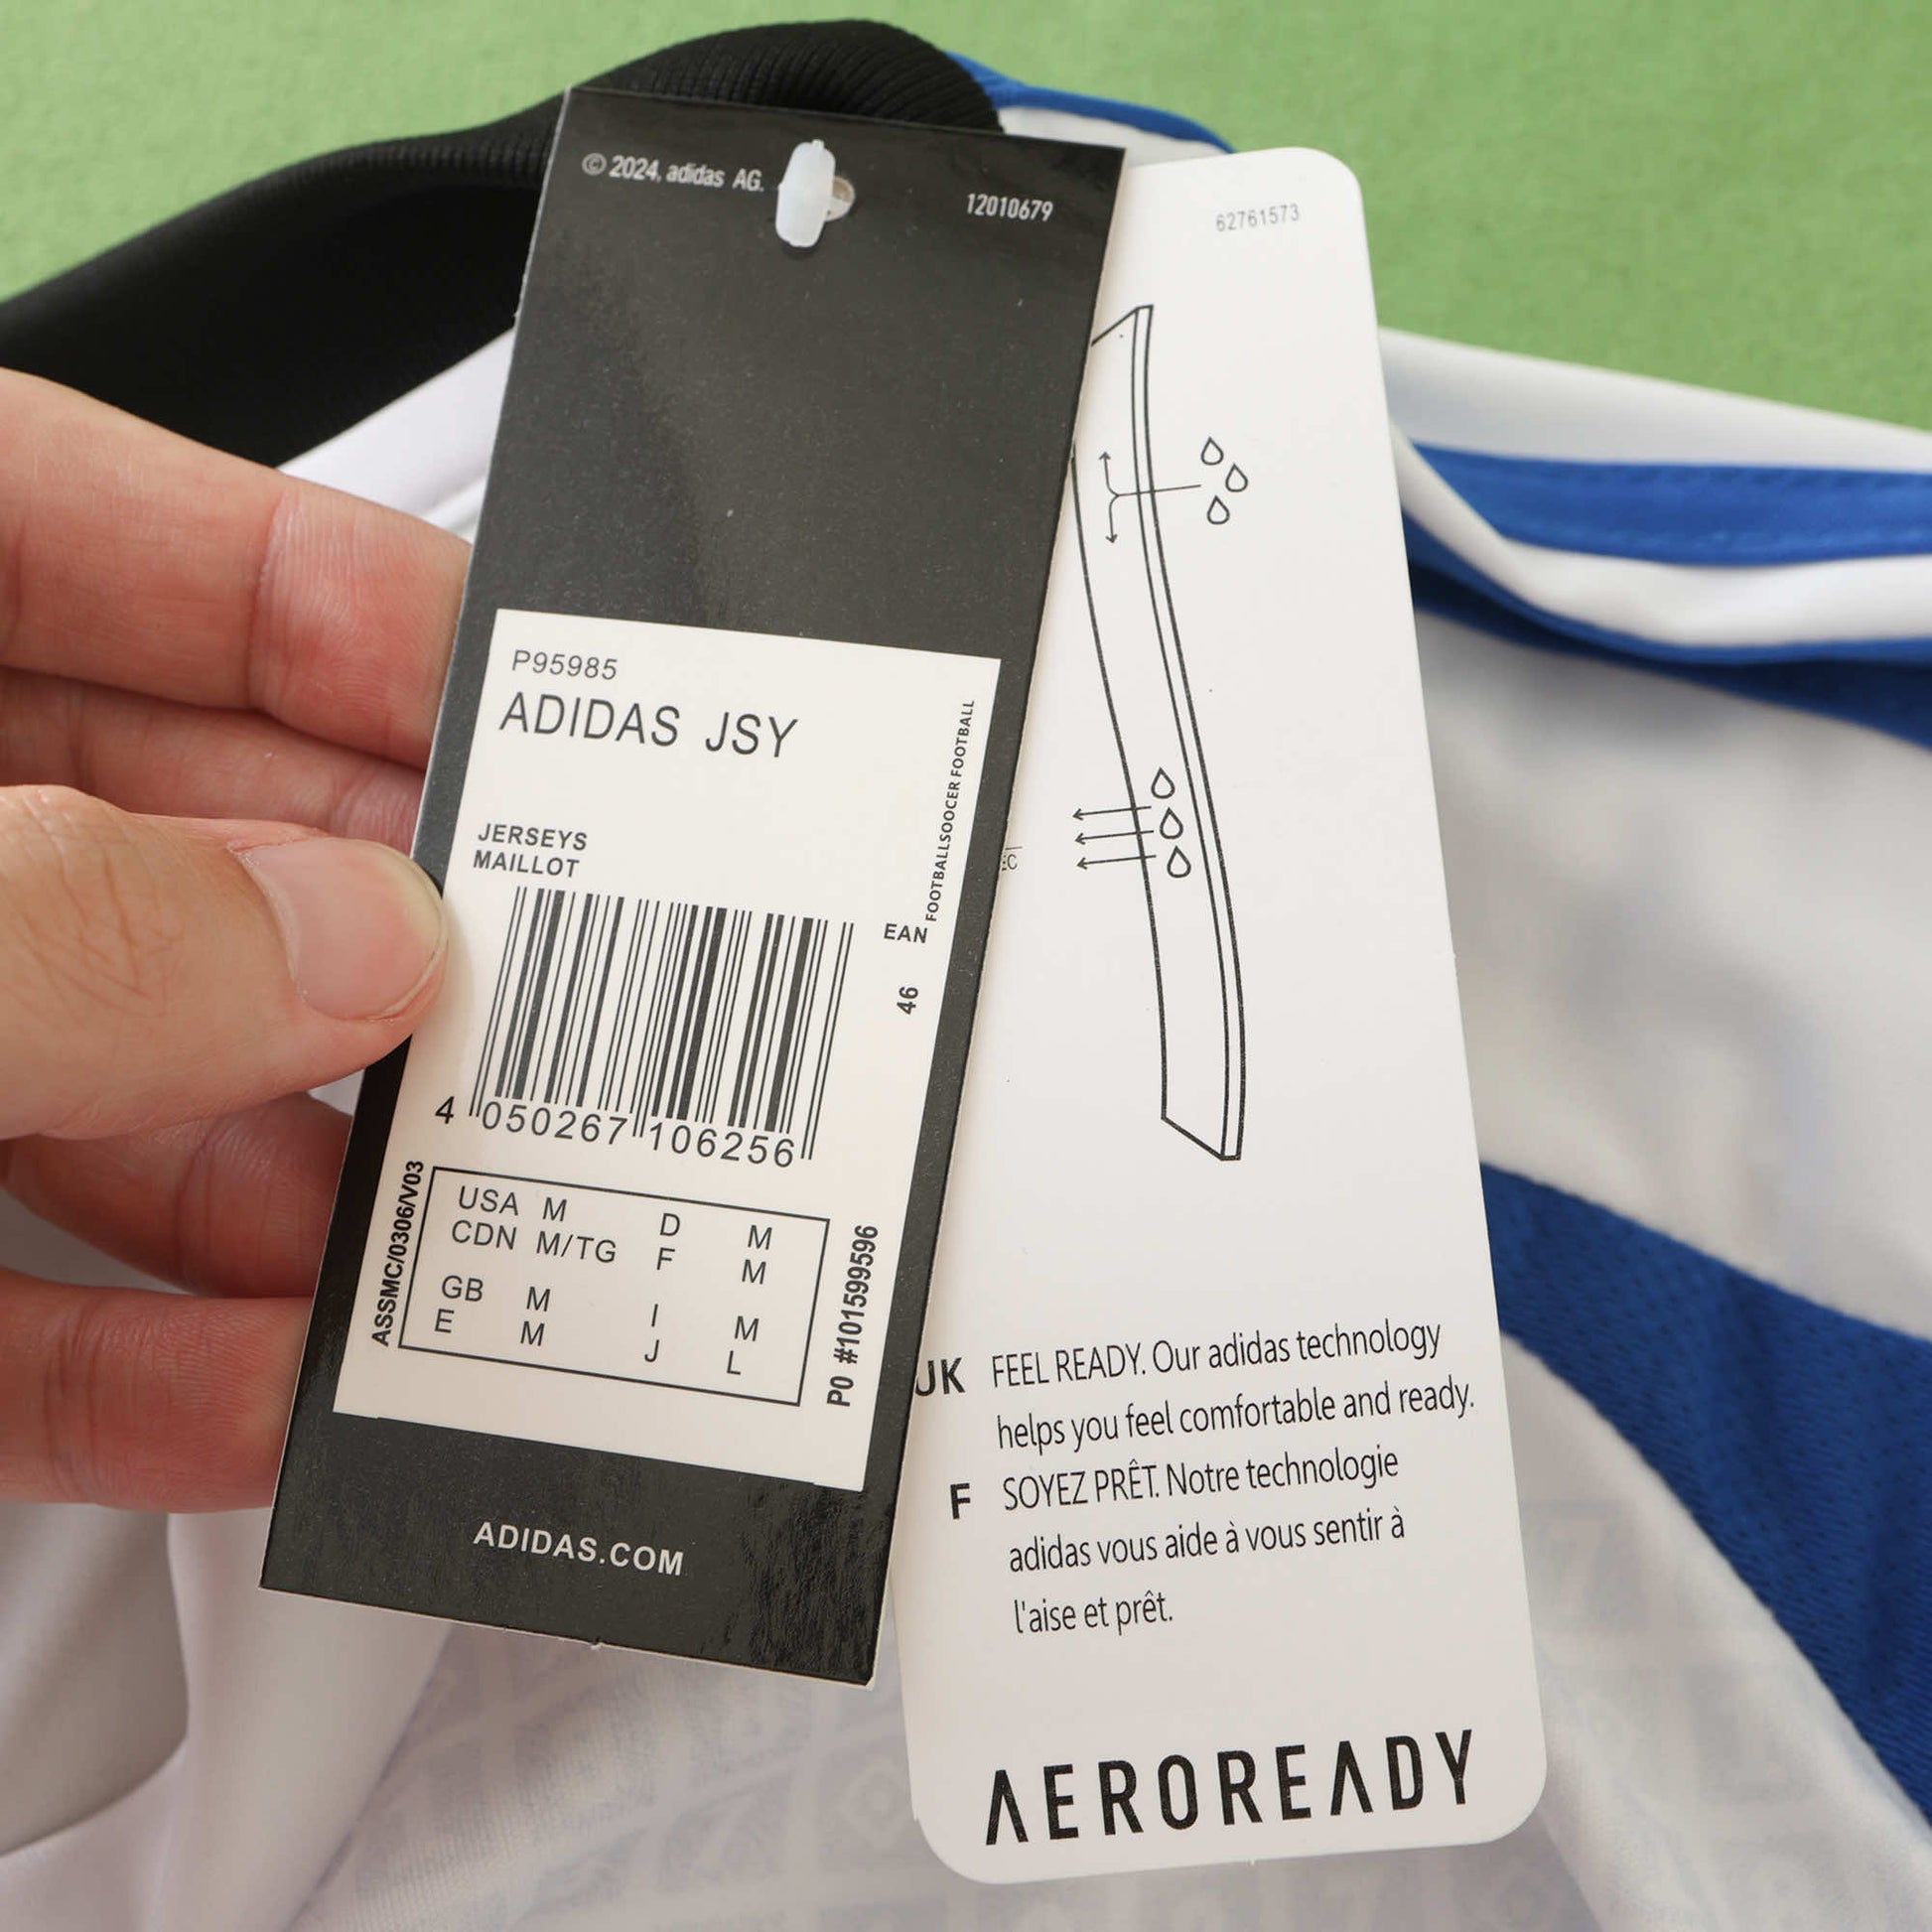 © 2024, adidas AG.
12010679
P95985
ADIDAS JSY
JERSEYS
MAILLOT
FOOTBALLSOOCER FOOTBALL
EAN
46
4 050267 106256
ASSMC/0306/V03
USA M D M
CDN M/TG F M
GB M I M
E M J L
PO #101599596
ADIDAS.COM
62761573
EC
UK FEEL READY. Our adidas technology
helps you feel comfortable and ready.
F SOYEZ PRÊT. Notre technologie
adidas vous aide à vous sentir à
l'aise et prêt.
AEROREADY